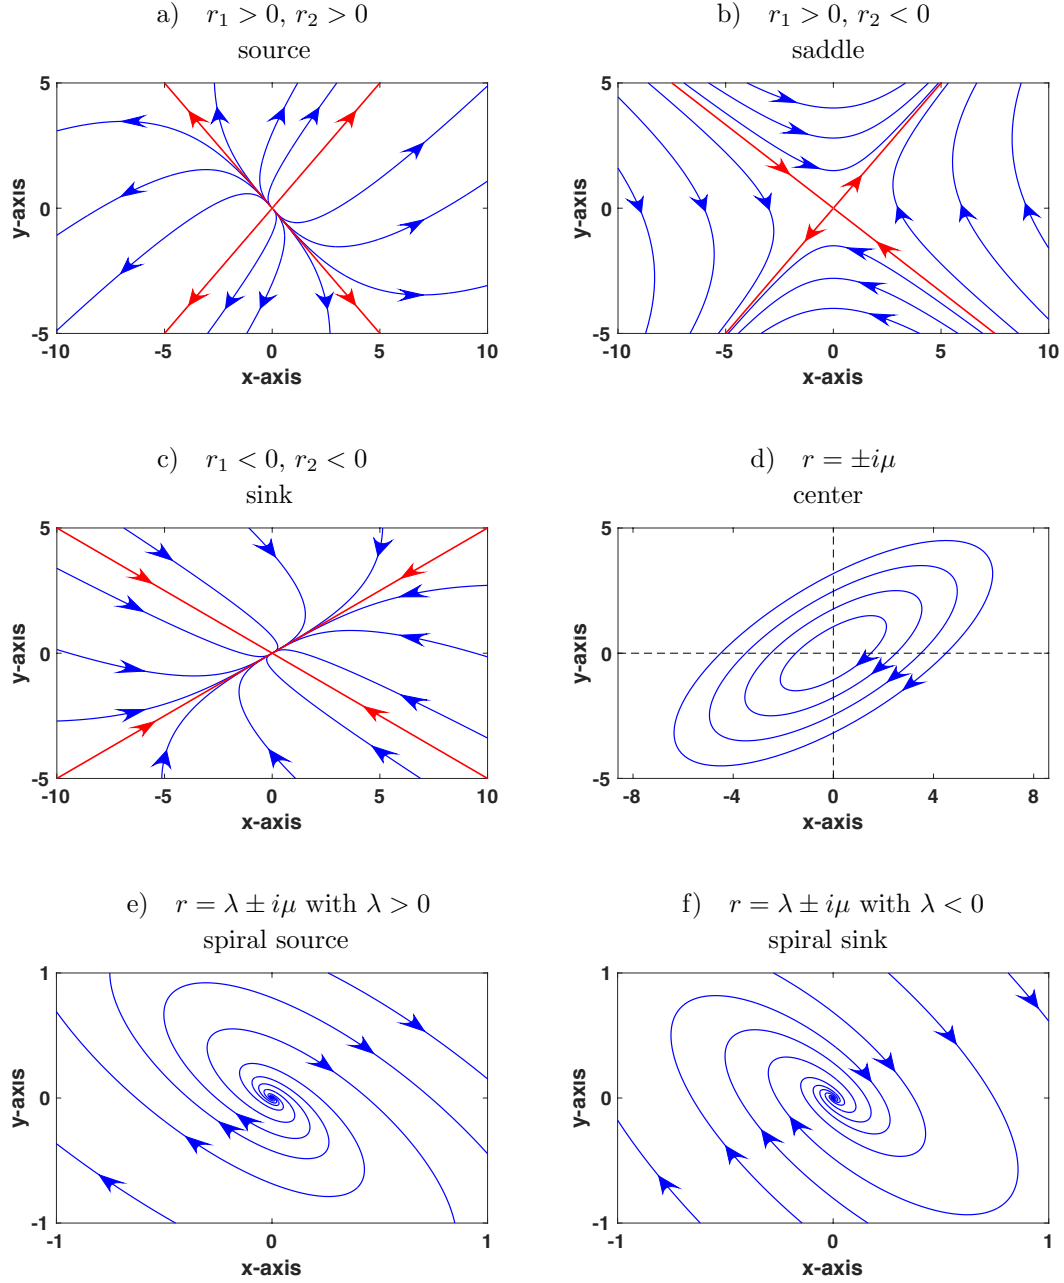 a) r₁ > 0, r₂ > 0
source
5
0
-5
-10 -5 0 5 10
x-axis
y-axis
b) r₁ > 0, r₂ < 0
saddle
5
0
-5
-10 -5 0 5 10
x-axis
y-axis
c) r₁ < 0, r₂ < 0
sink
5
0
-5
-10 -5 0 5 10
x-axis
y-axis
d) r = ±iμ
center
5
0
-5
-8 -4 0 4 8
x-axis
y-axis
e) r = λ ± iμ with λ > 0
spiral source
1
0
-1
-1 0 1
x-axis
y-axis
f) r = λ ± iμ with λ < 0
spiral sink
1
0
-1
-1 0 1
x-axis
y-axis